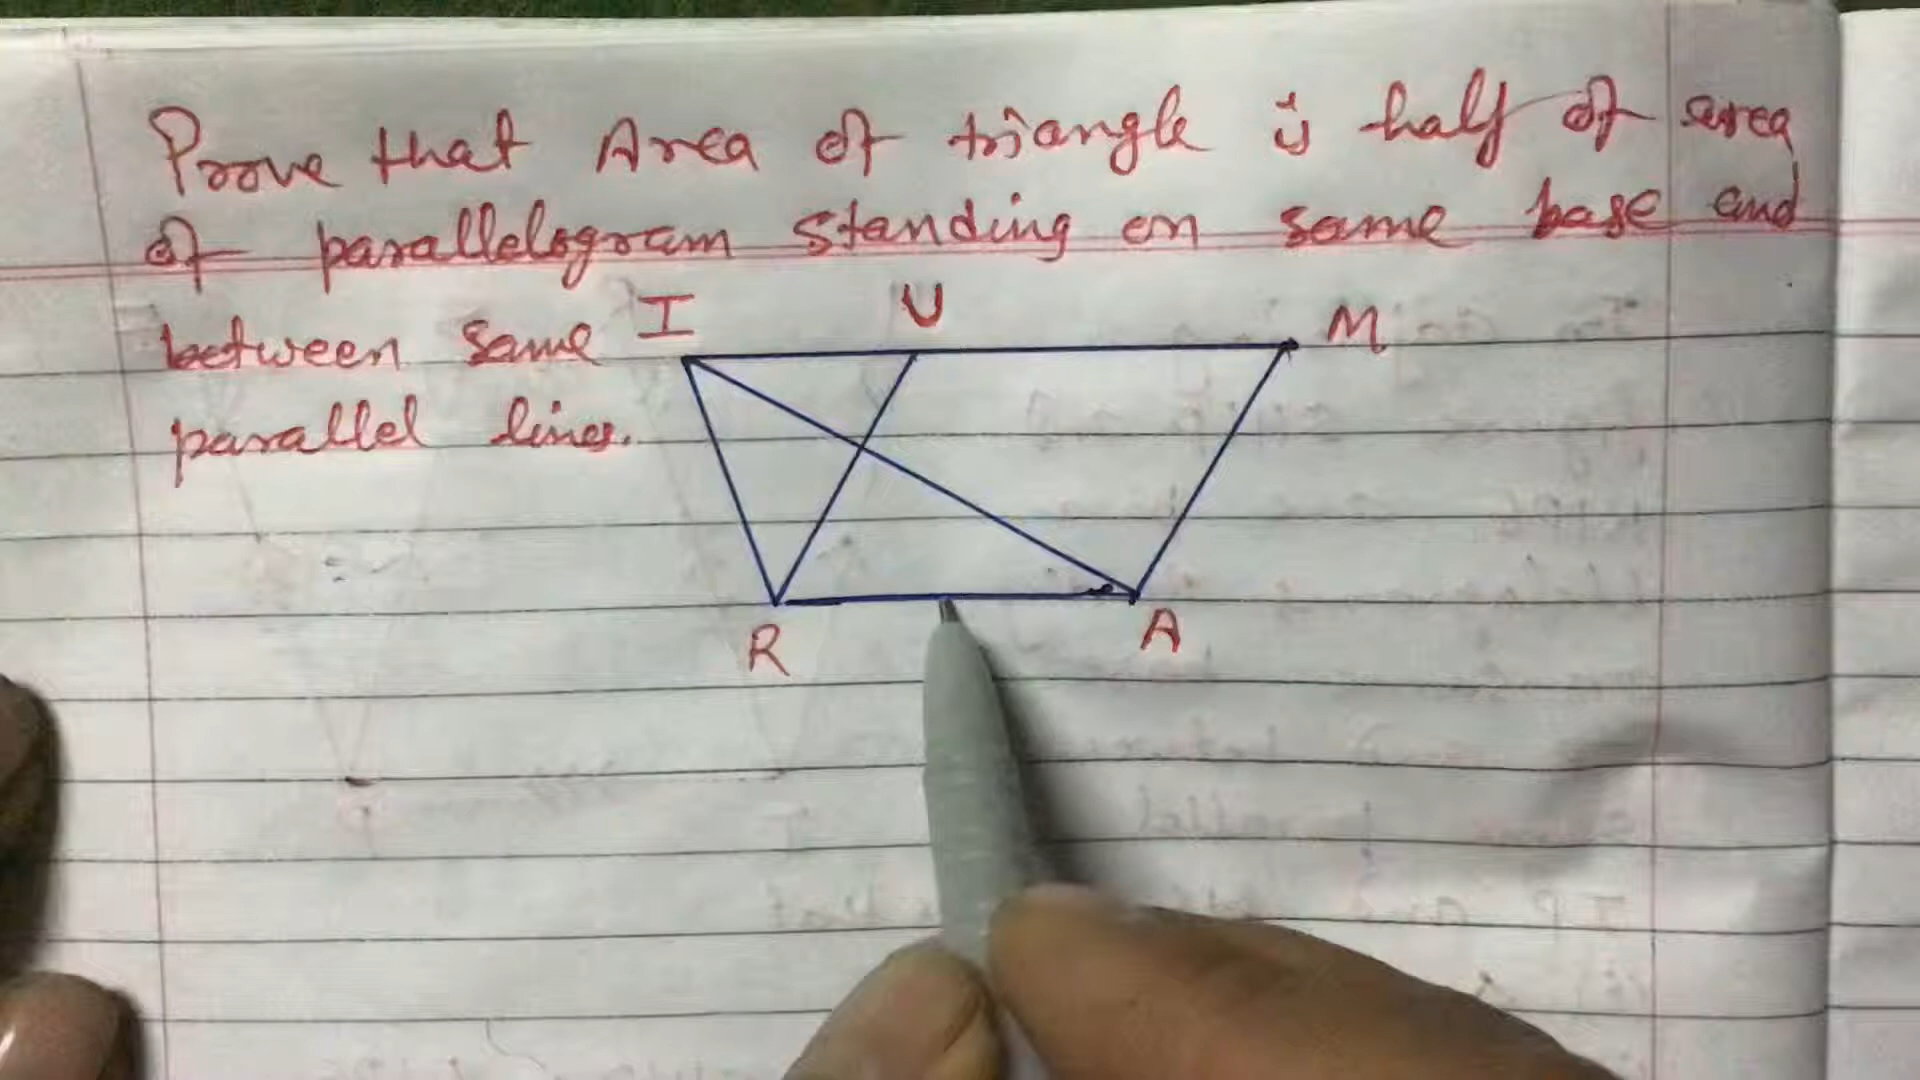 Prove that Area of triangle is half of area
of parallelogram standing on same base and
between same
parallel lines.
I U M
R A